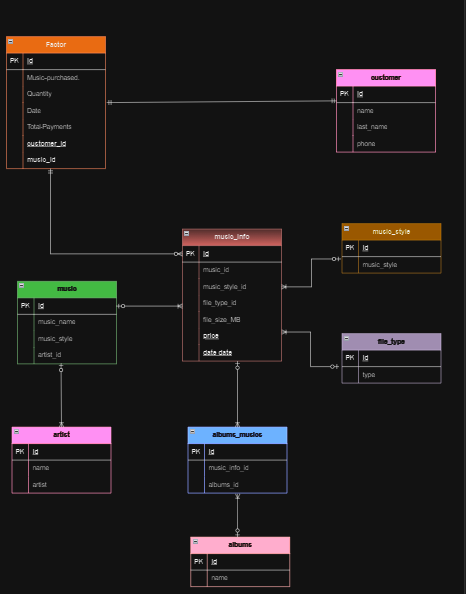 Factor
PK id
Music-purchased.
Quantity
Date
Total-Payments
customer_id
music_id
customer
PK id
name
last_name
phone
music_info
PK id
music_id
music_style_id
file_type_id
file_size_MB
price
date date
music_style
PK id
music_style
music
PK id
music_name
music_style
artist_id
file_type
PK id
type
artist
PK id
name
artist
albums_musics
PK id
music_info_id
albums_id
albums
PK id
name